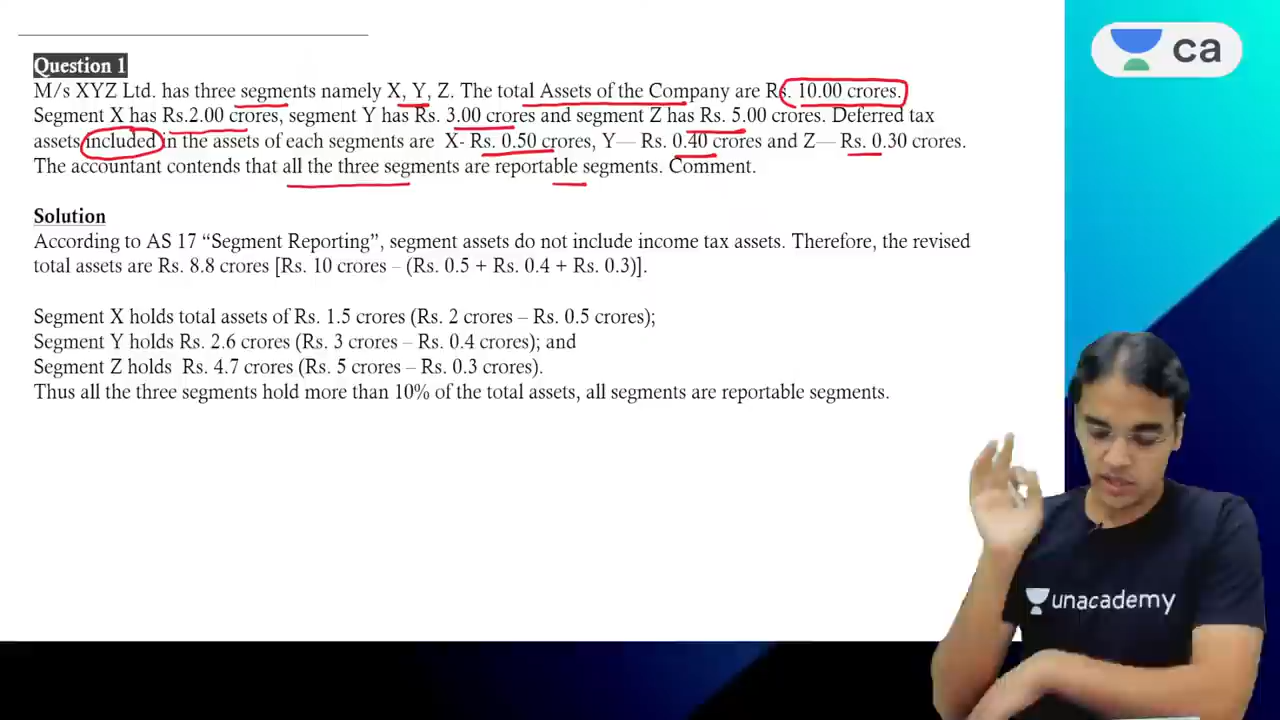 ca
Question 1
M/s XYZ Ltd. has three segments namely X, Y, Z. The total Assets of the Company are Rs. 10.00 crores.
Segment X has Rs.2.00 crores, segment Y has Rs. 3.00 crores and segment Z has Rs. 5.00 crores. Deferred tax
assets included in the assets of each segments are X- Rs. 0.50 crores, Y— Rs. 0.40 crores and Z— Rs. 0.30 crores.
The accountant contends that all the three segments are reportable segments. Comment.
Solution
According to AS 17 “Segment Reporting”, segment assets do not include income tax assets. Therefore, the revised
total assets are Rs. 8.8 crores [Rs. 10 crores – (Rs. 0.5 + Rs. 0.4 + Rs. 0.3)].
Segment X holds total assets of Rs. 1.5 crores (Rs. 2 crores – Rs. 0.5 crores);
Segment Y holds Rs. 2.6 crores (Rs. 3 crores – Rs. 0.4 crores); and
Segment Z holds Rs. 4.7 crores (Rs. 5 crores – Rs. 0.3 crores).
Thus all the three segments hold more than 10% of the total assets, all segments are reportable segments.
unacademy